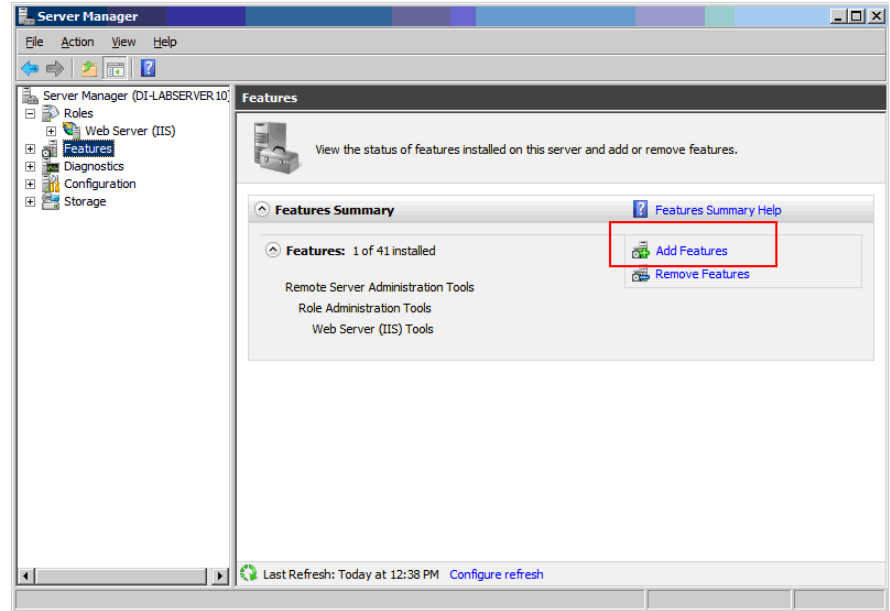 Server Manager
File Action View Help
Server Manager (DI-LABSERVER10)
Roles
Web Server (IIS)
Features
Diagnostics
Configuration
Storage
Features
View the status of features installed on this server and add or remove features.
Features Summary
Features Summary Help
Features: 1 of 41 installed
Add Features
Remove Features
Remote Server Administration Tools
Role Administration Tools
Web Server (IIS) Tools
Last Refresh: Today at 12:38 PM Configure refresh